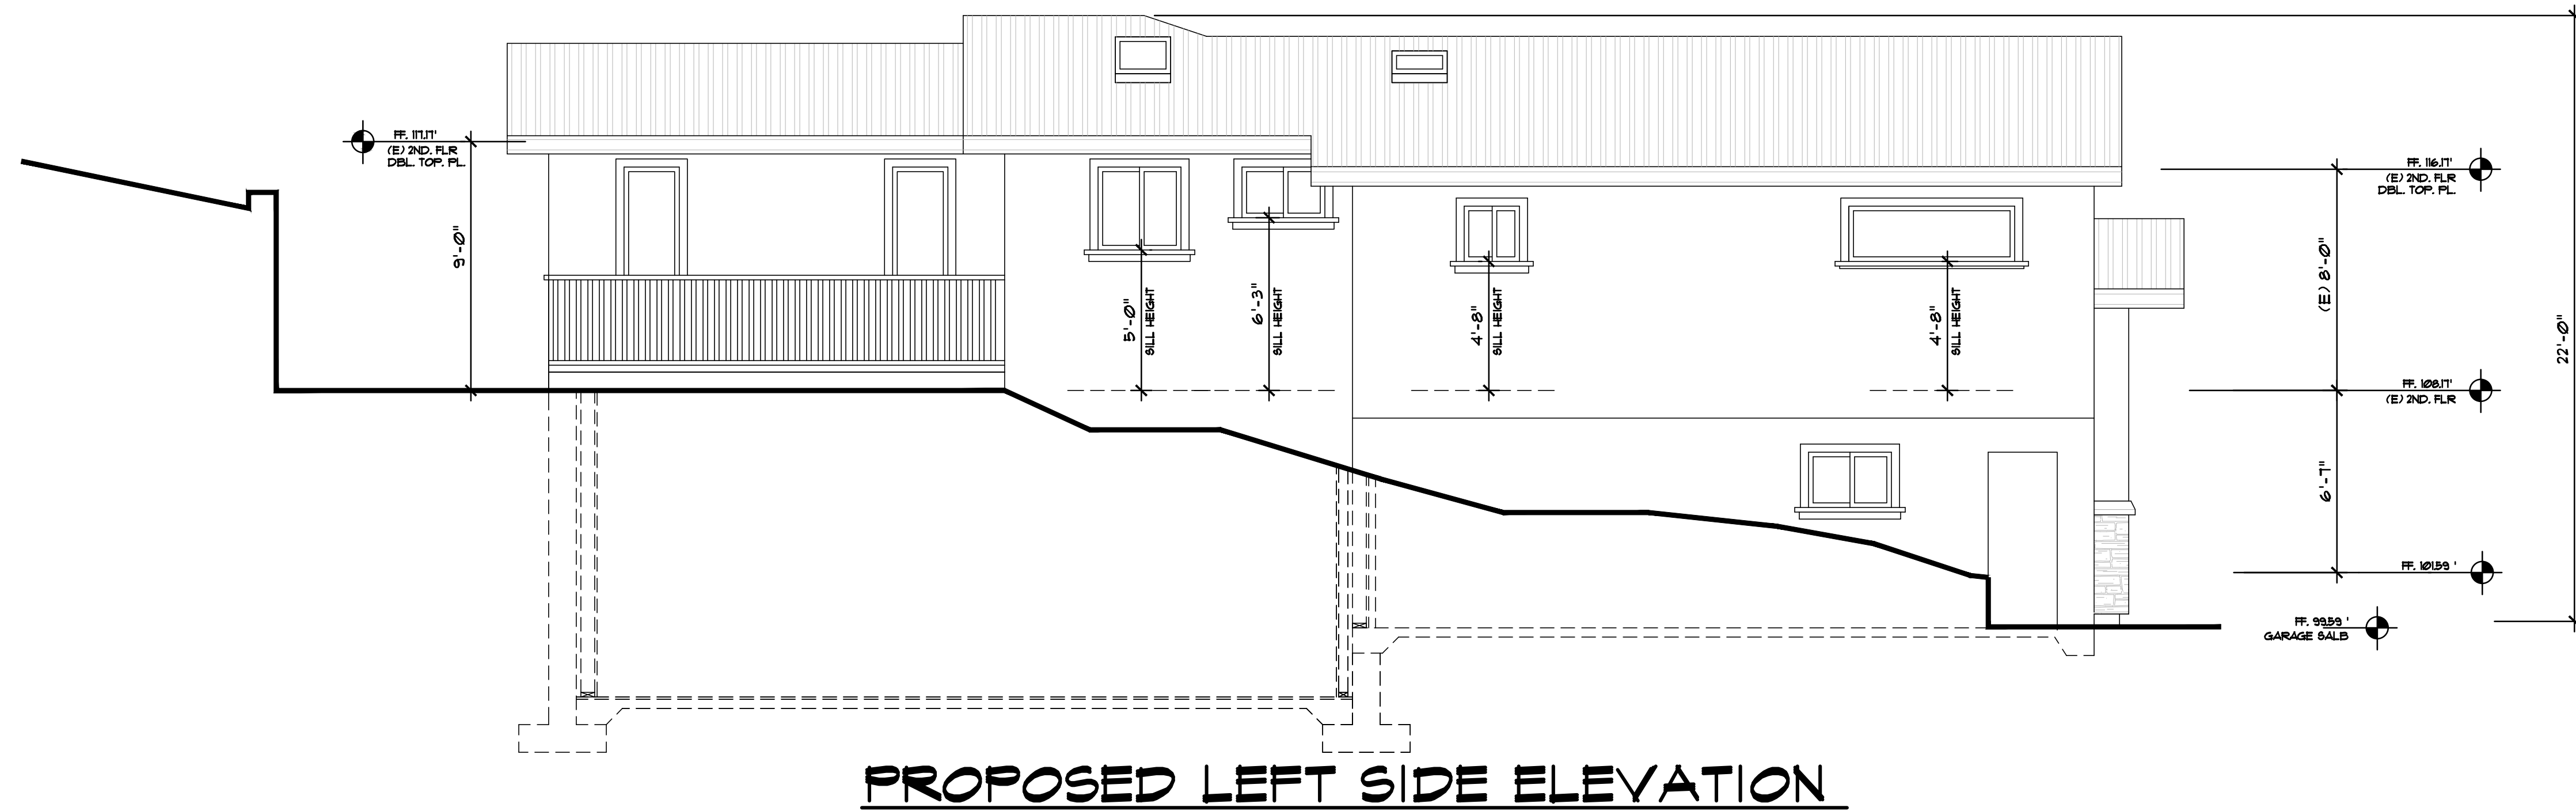 FF. 117.17'
(E) 2ND. FLR
DBL. TOP. PL.
9'-0"
5'-0"
SILL HEIGHT
6'-3"
SILL HEIGHT
4'-8"
SILL HEIGHT
4'-8"
SILL HEIGHT
FF. 116.17'
(E) 2ND. FLR
DBL. TOP. PL.
(E) 8'-0"
22'-0"
FF. 108.17'
(E) 2ND. FLR
6'-7"
FF. 101.59 '
FF. 99.59 '
GARAGE SALB
PROPOSED LEFT SIDE ELEVATION